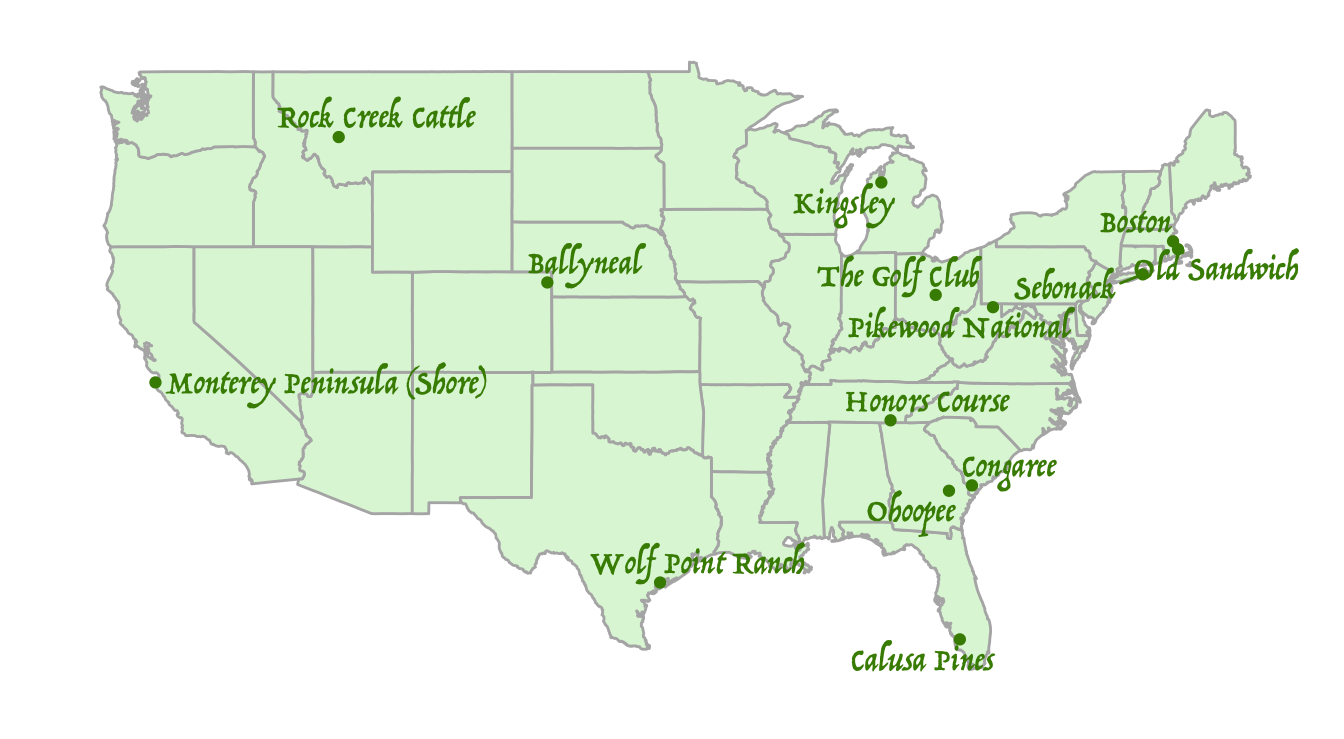 Rock Creek Cattle
Kingsley
Boston
Ballyneal
The Golf Club
Old Sandwich
Sebonack
Pikewood National
Monterey Peninsula (Shore)
Honors Course
Congaree
Ohoopee
Wolf Point Ranch
Calusa Pines